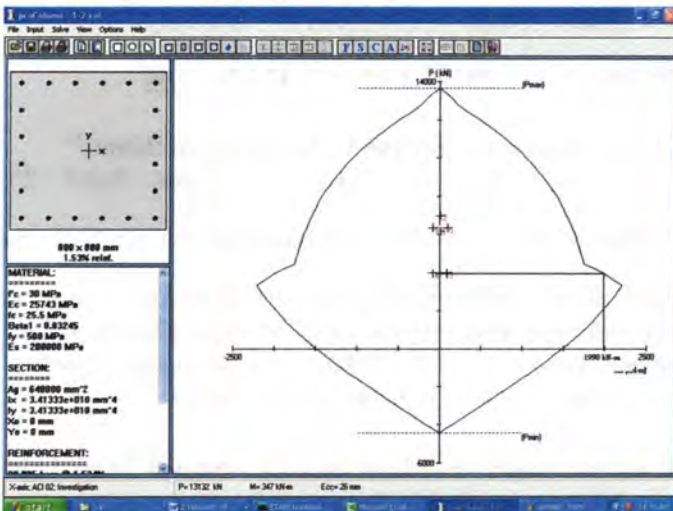 File Input Solve View Options Help
800 x 800 mm
1.53% reinf.
MATERIAL:
=========
f'c = 30 MPa
Ec = 25743 MPa
fc = 25.5 MPa
Beta1 = 0.83245
fy = 500 MPa
Es = 200000 MPa
SECTION:
========
Ag = 640000 mm^2
Ix = 3.41333e+010 mm^4
Iy = 3.41333e+010 mm^4
Xo = 0 mm
Yo = 0 mm
REINFORCEMENT:
==============
y
x
P (kN)
14000
(Pmax)
-2500
1990 kN-m
2500
(Pmin)
-6000
X-axis; ACI 02; Investigation
P= 13132 kN
M= 347 kN-m
Ecc= 26 mm